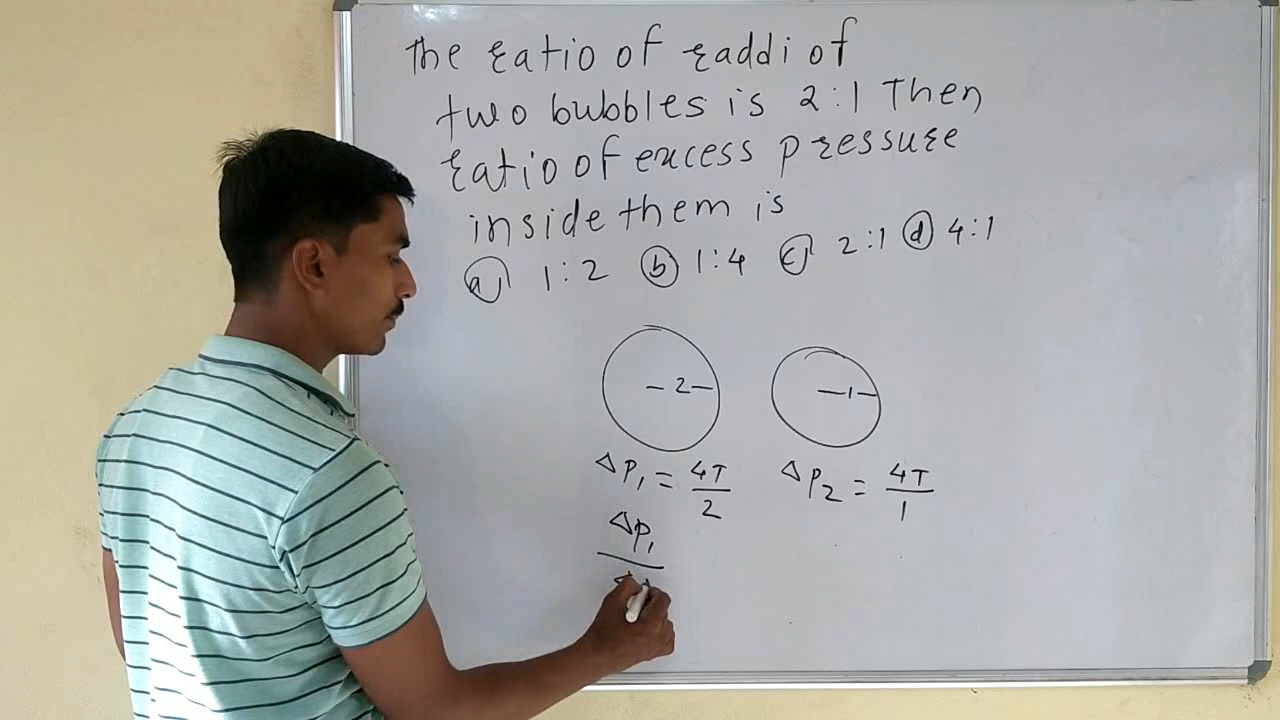 The ratio of raddi of
two bubbles is 2:1 Then
ratio of excess pressure
inside them is
(a) 1:2 (b) 1:4 (c) 2:1 (d) 4:1
-2- -1-
ΔP₁ = 4T/2 ΔP₂ = 4T/1
ΔP₁